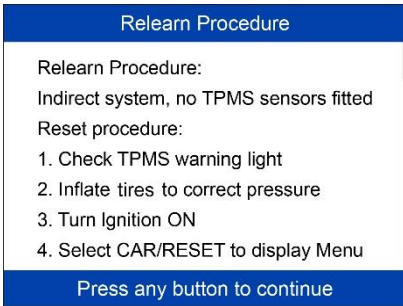 Relearn Procedure
Relearn Procedure:
Indirect system, no TPMS sensors fitted
Reset procedure:
1. Check TPMS warning light
2. Inflate tires to correct pressure
3. Turn Ignition ON
4. Select CAR/RESET to display Menu
Press any button to continue